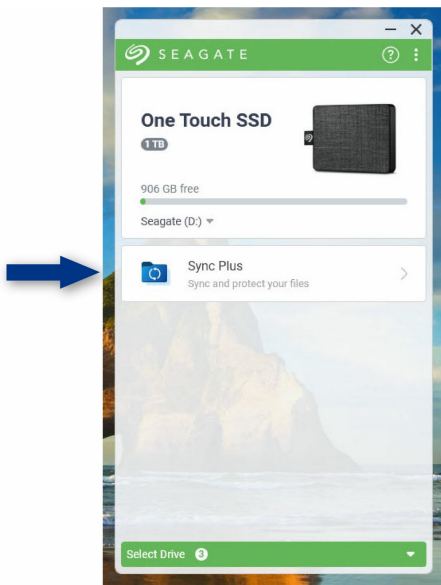 SEAGATE
One Touch SSD
1 TB
906 GB free
Seagate (D:)
Sync Plus
Sync and protect your files
Select Drive 3